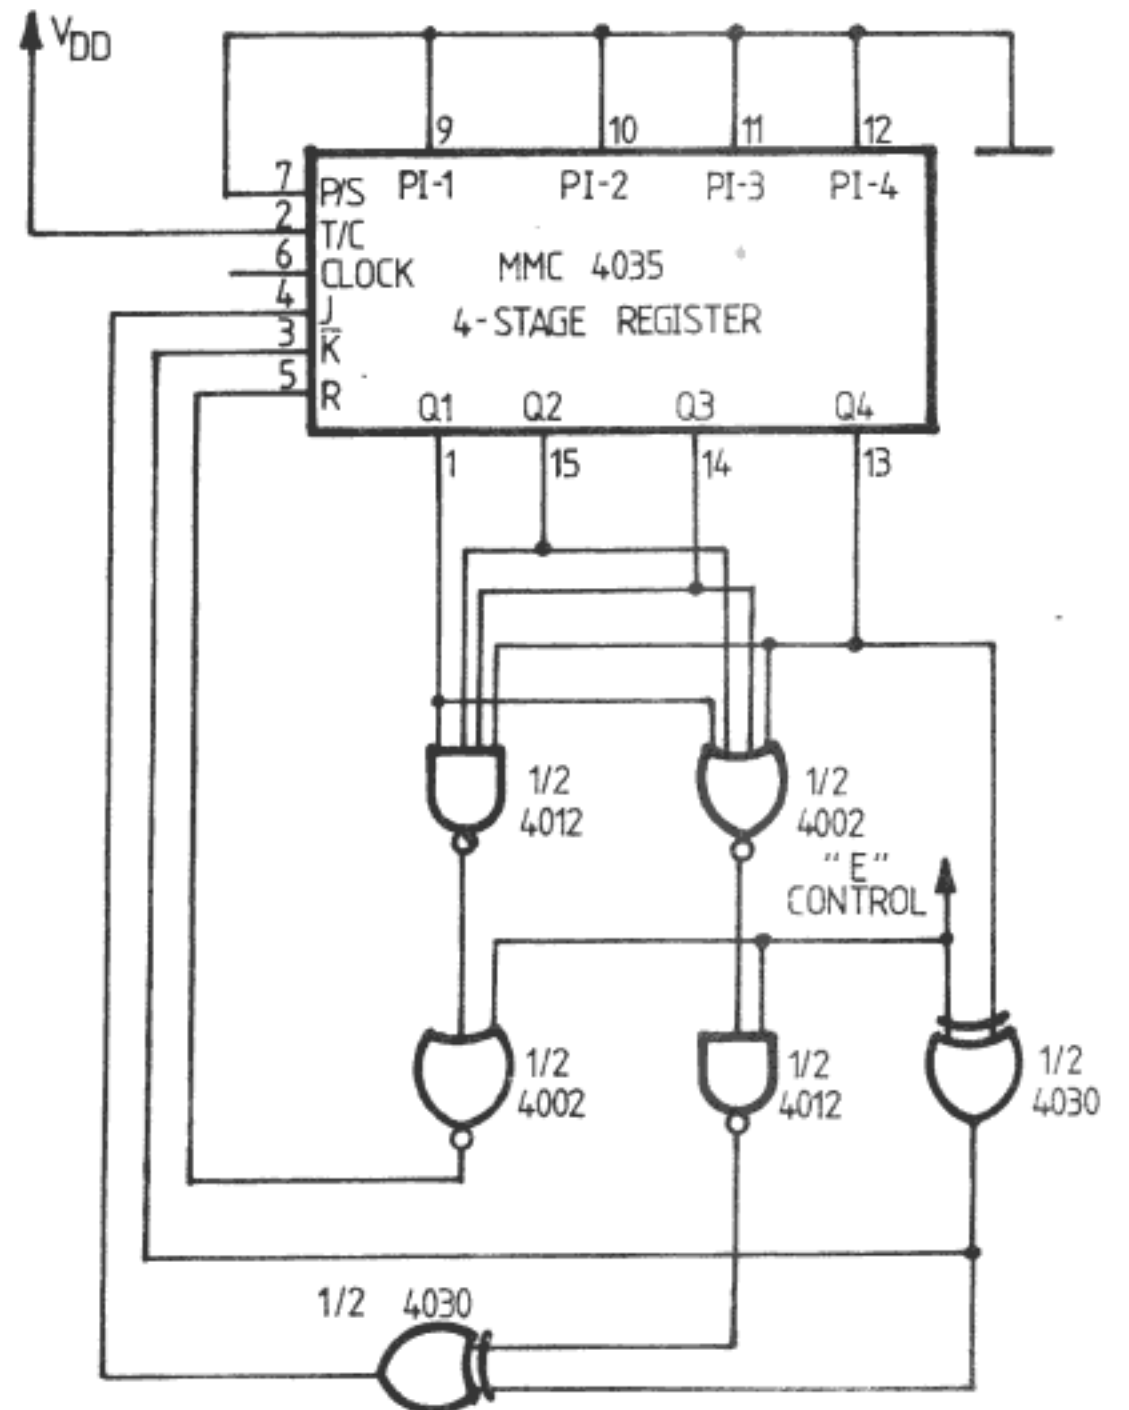 VDD
9
10
11
12
7
P/S
PI-1
PI-2
PI-3
PI-4
2
T/C
6
CLOCK
MMC 4035
4
J
4-STAGE REGISTER
3
K̅
5
R
Q1
Q2
Q3
Q4
1
15
14
13
1/2
4012
1/2
4002
"E"
CONTROL
1/2
4002
1/2
4012
1/2
4030
1/2 4030